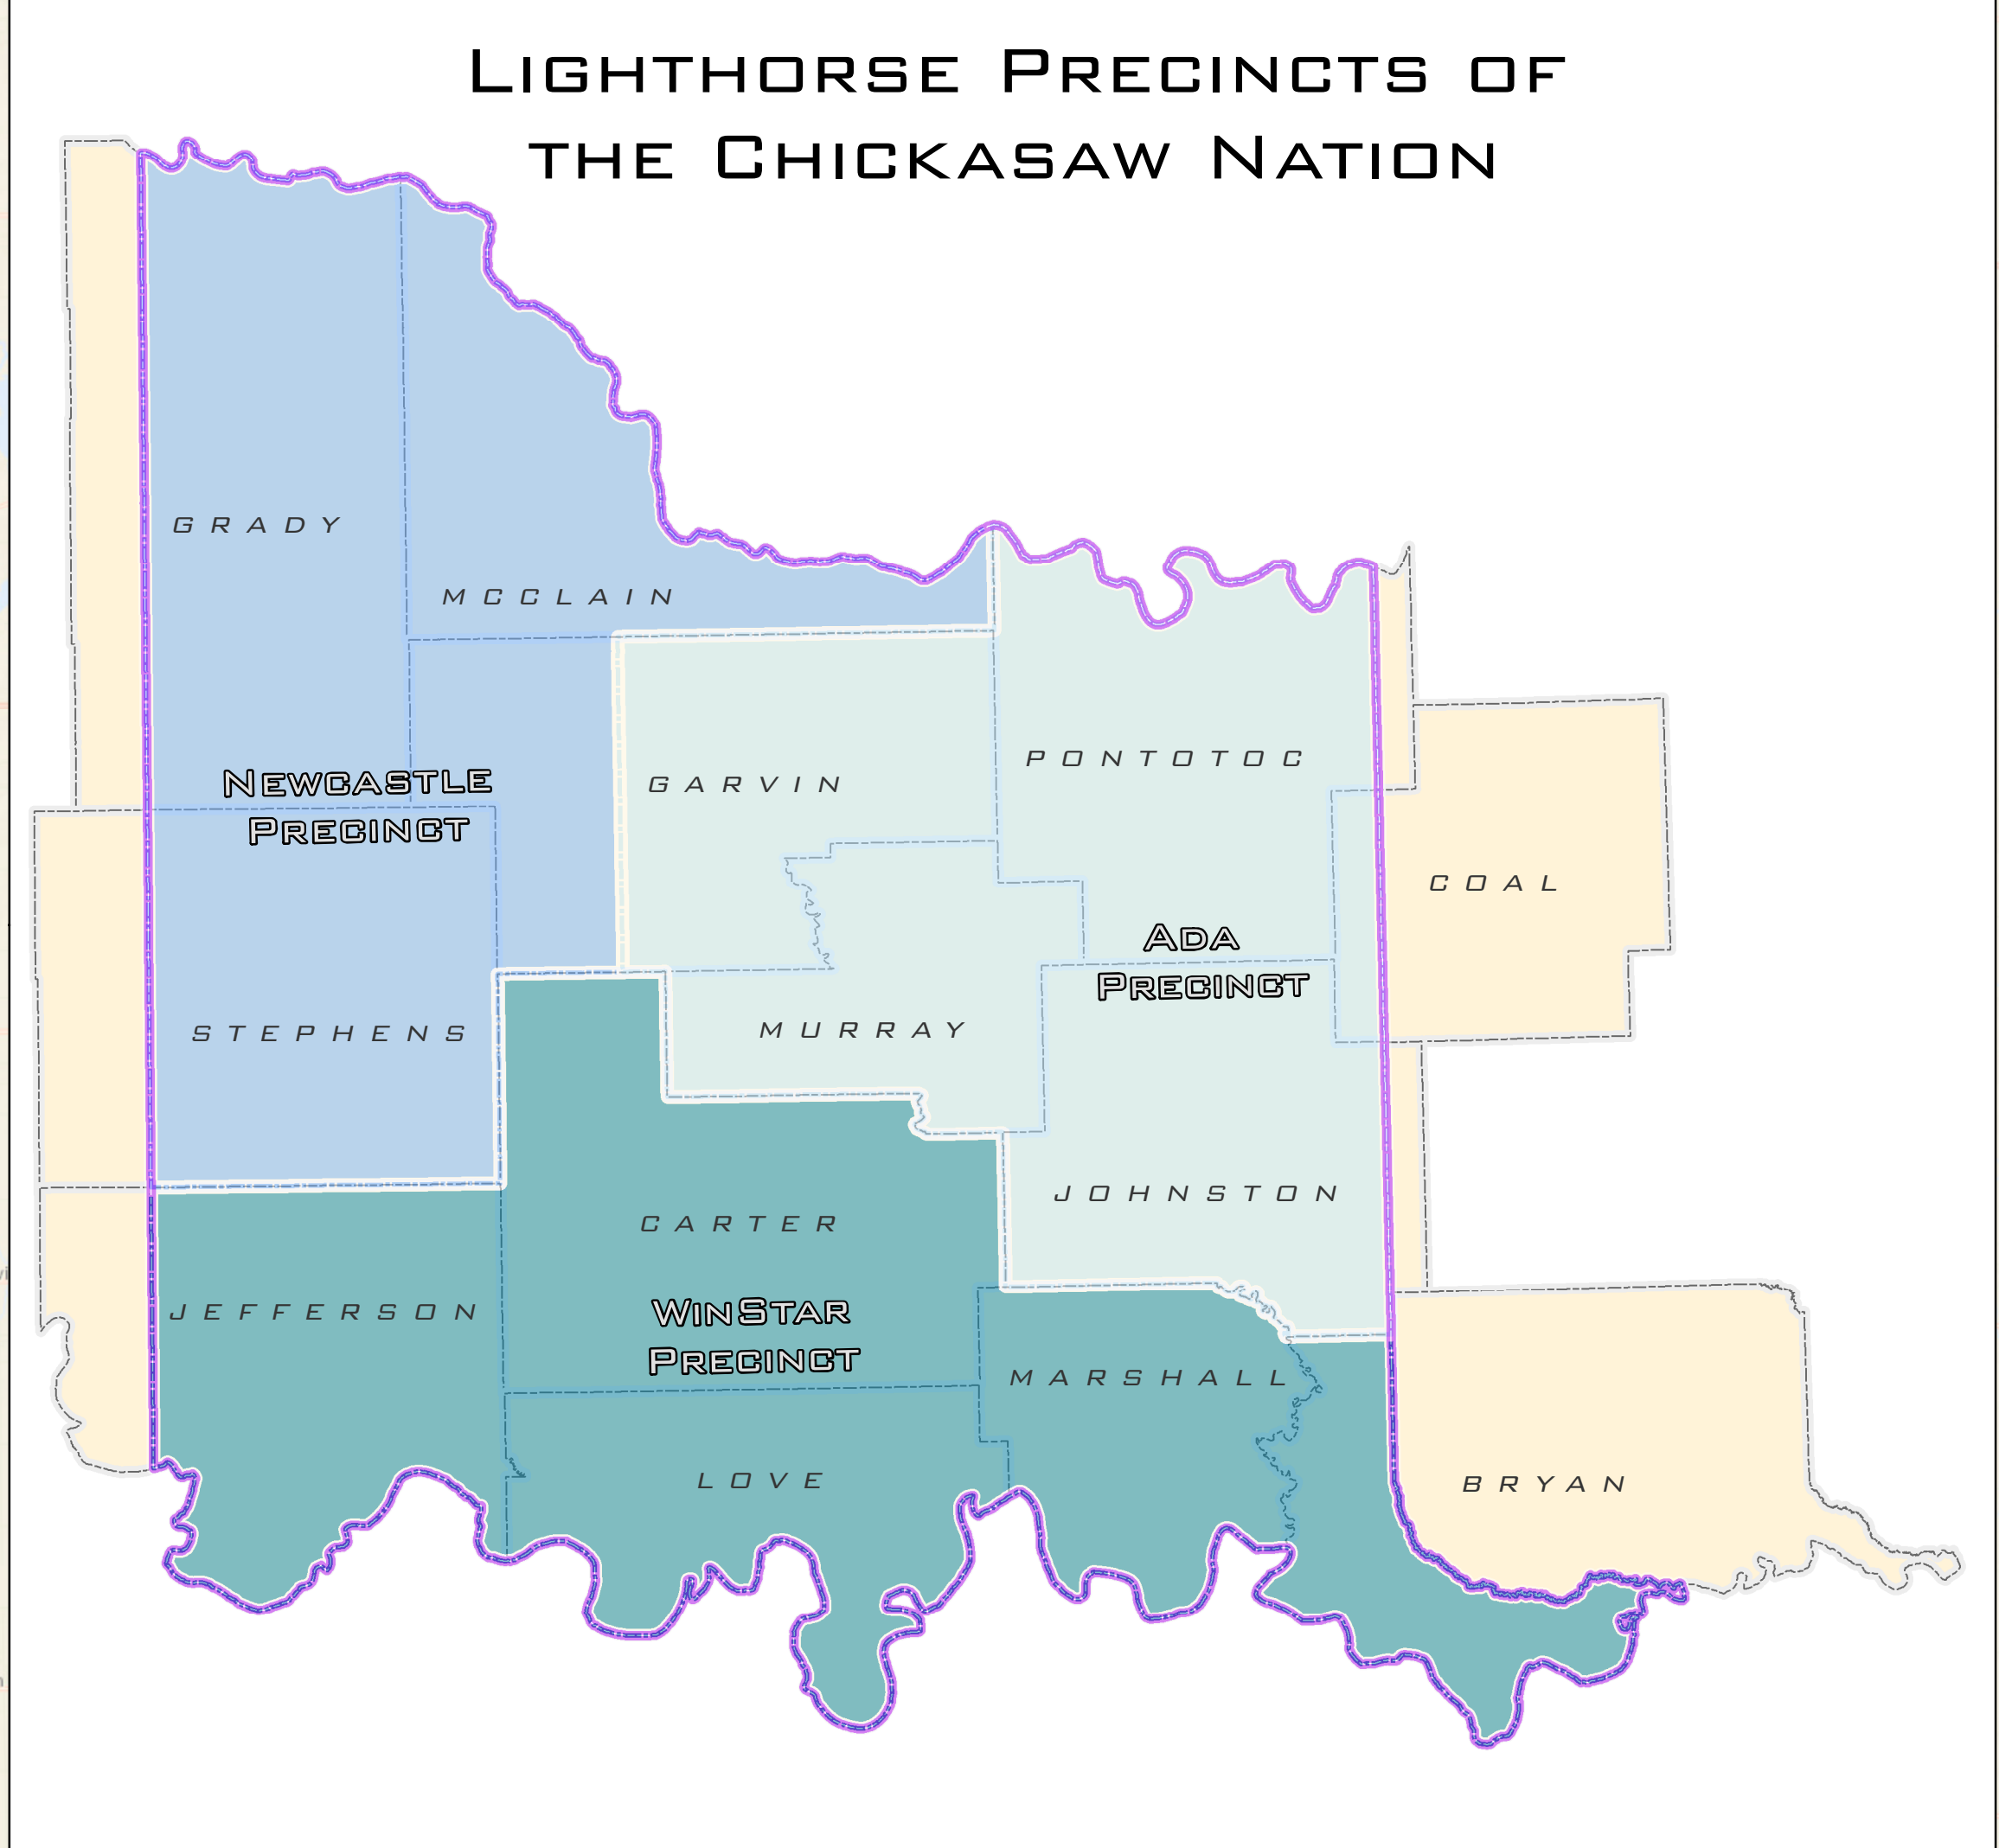 Lighthorse Precincts of
the Chickasaw Nation
GRADY
MCCLAIN
GARVIN
PONTOTOC
Newcastle
Precinct
COAL
Ada
Precinct
STEPHENS
MURRAY
JOHNSTON
CARTER
JEFFERSON
WinStar
Precinct
MARSHALL
LOVE
BRYAN